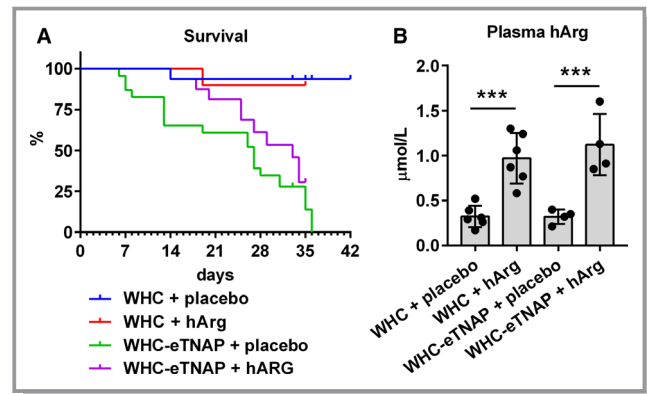 A
Survival
100
75
50
25
0
%
0 7 14 21 28 35 42
days
WHC + placebo
WHC + hArg
WHC-eTNAP + placebo
WHC-eTNAP + hARG
B
Plasma hArg
2.0
1.5
1.0
0.5
0.0
μmol/L
***
***
WHC + placebo
WHC + hArg
WHC-eTNAP + placebo
WHC-eTNAP + hArg